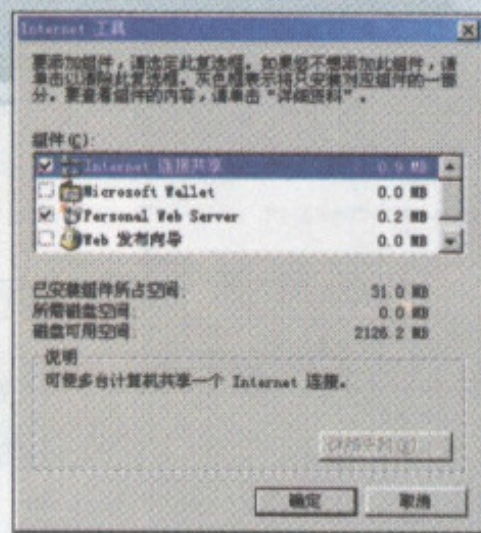 Internet 工具
要添加组件，请选定此复选框。如果您不想添加此组件，请
单击以清除此复选框。灰色框表示将只安装对应组件的一部
分。要查看组件的内容，请单击“详细资料”。
组件(C):
Internet 连接共享 0.9 MB
Microsoft Wallet 0.0 MB
Personal Web Server 0.2 MB
Web 发布向导 0.0 MB
已安装组件所占空间: 31.0 MB
所需磁盘空间: 0.0 MB
磁盘可用空间: 2126.2 MB
说明
可使多台计算机共享一个 Internet 连接。
详细资料(D)
确定 取消